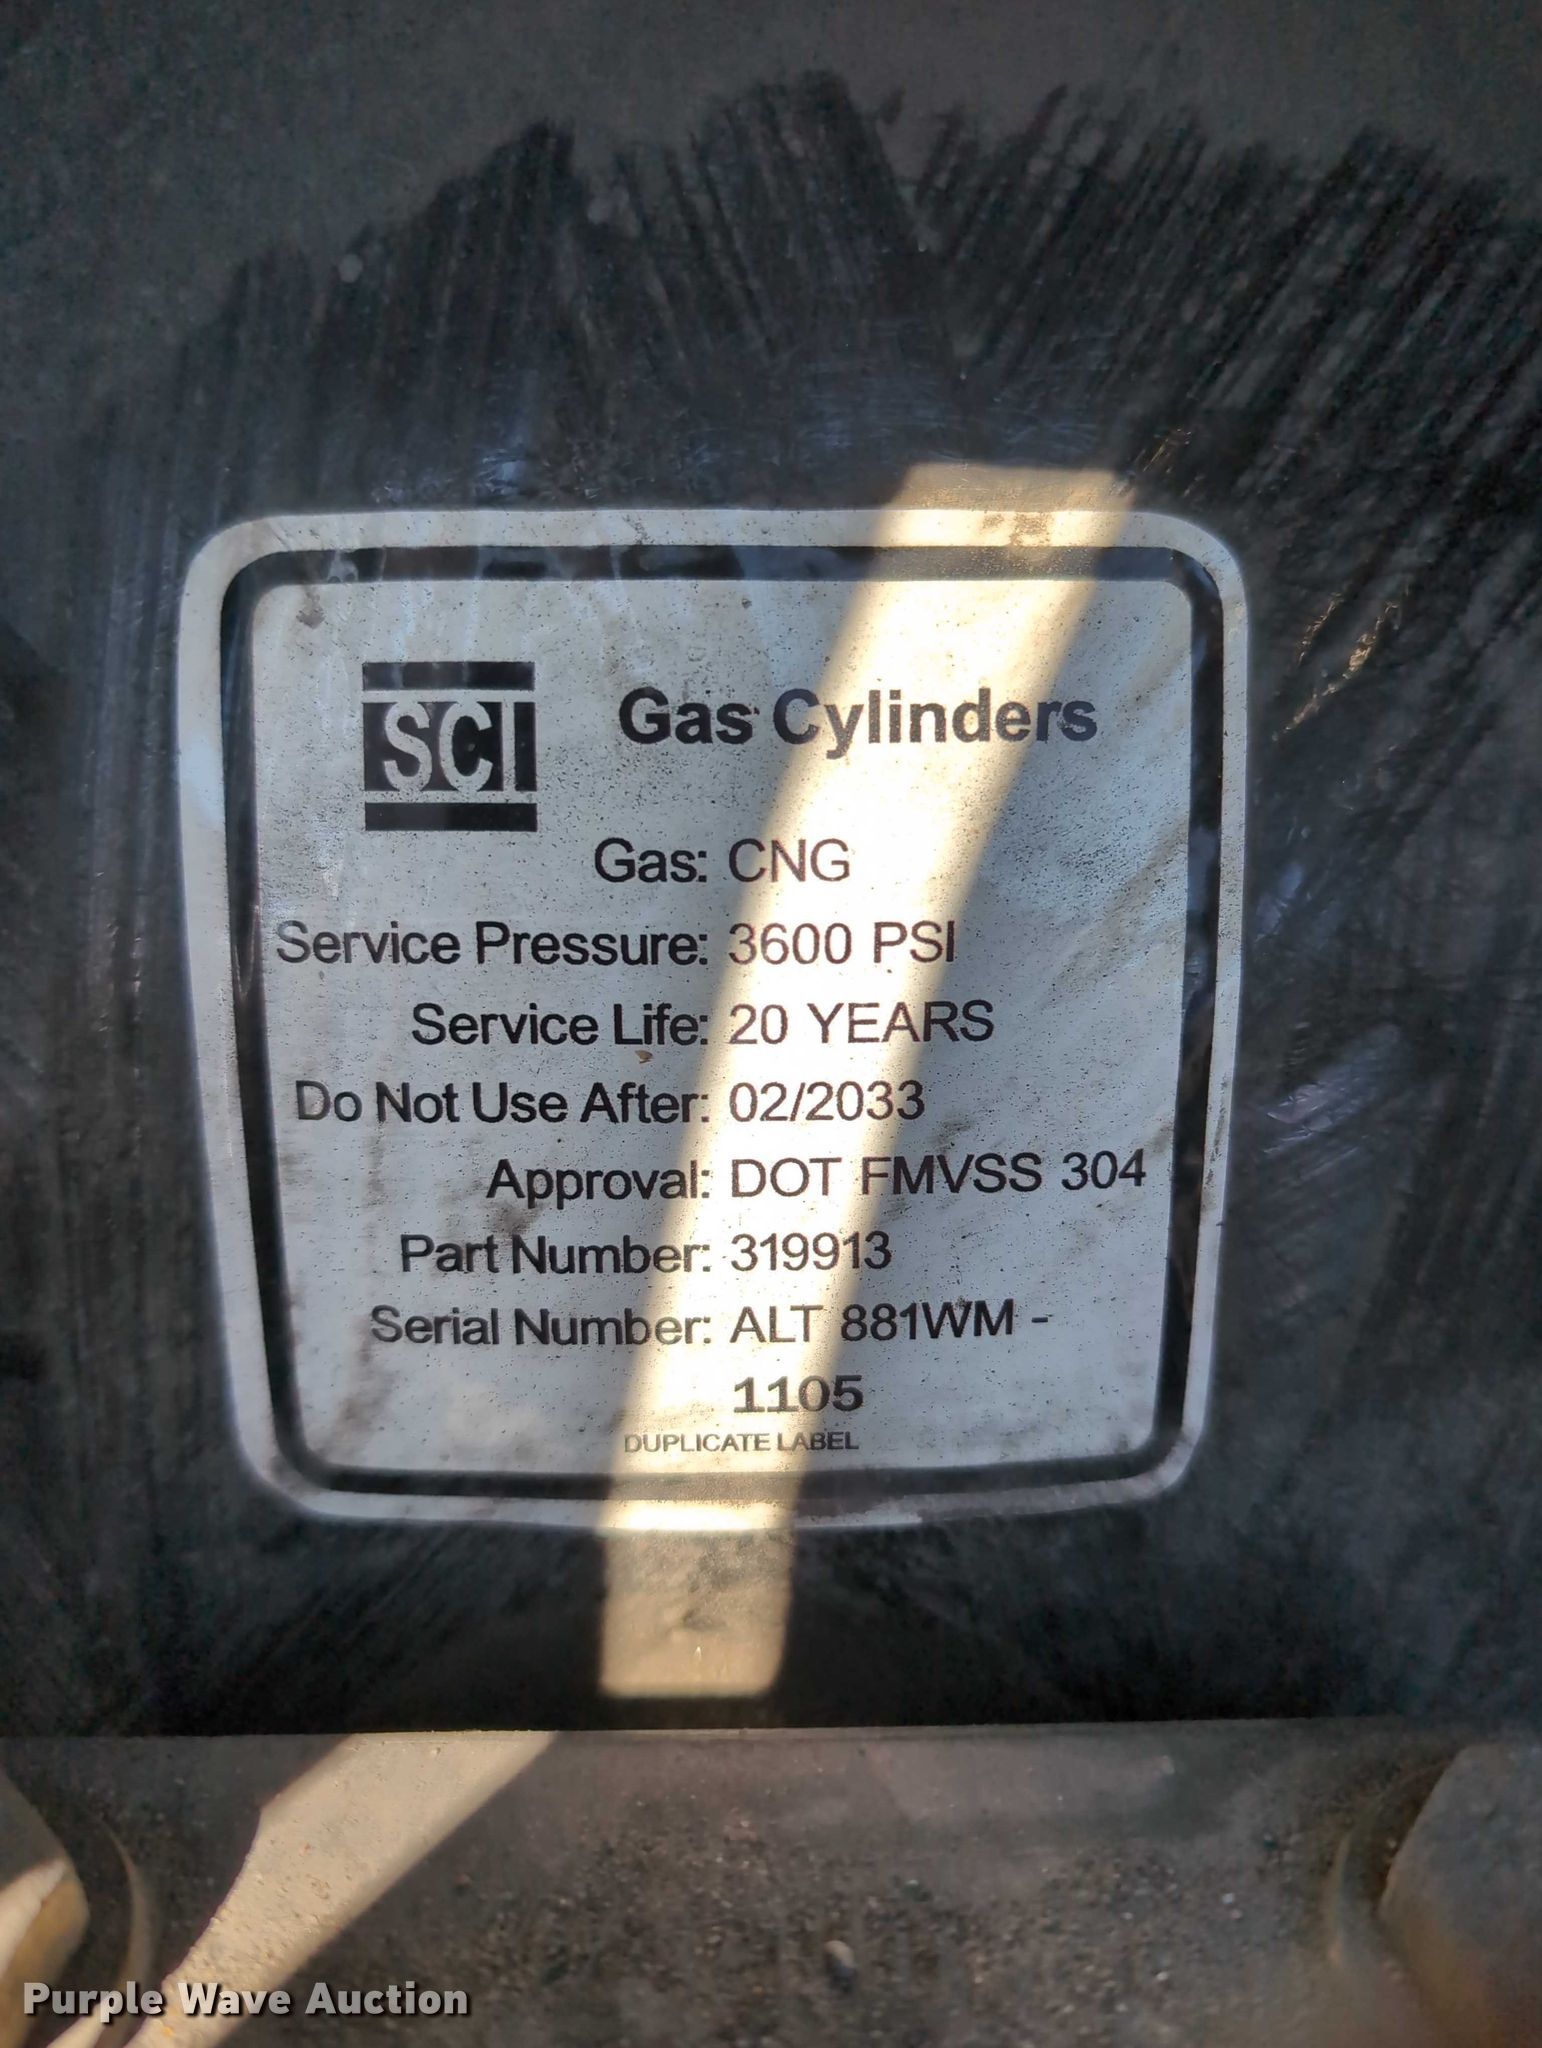 SCI
Gas Cylinders
Gas: CNG
Service Pressure: 3600 PSI
Service Life: 20 YEARS
Do Not Use After: 02/2033
Approval: DOT FMVSS 304
Part Number: 319913
Serial Number: ALT 881WM -
1105
DUPLICATE LABEL
Purple Wave Auction